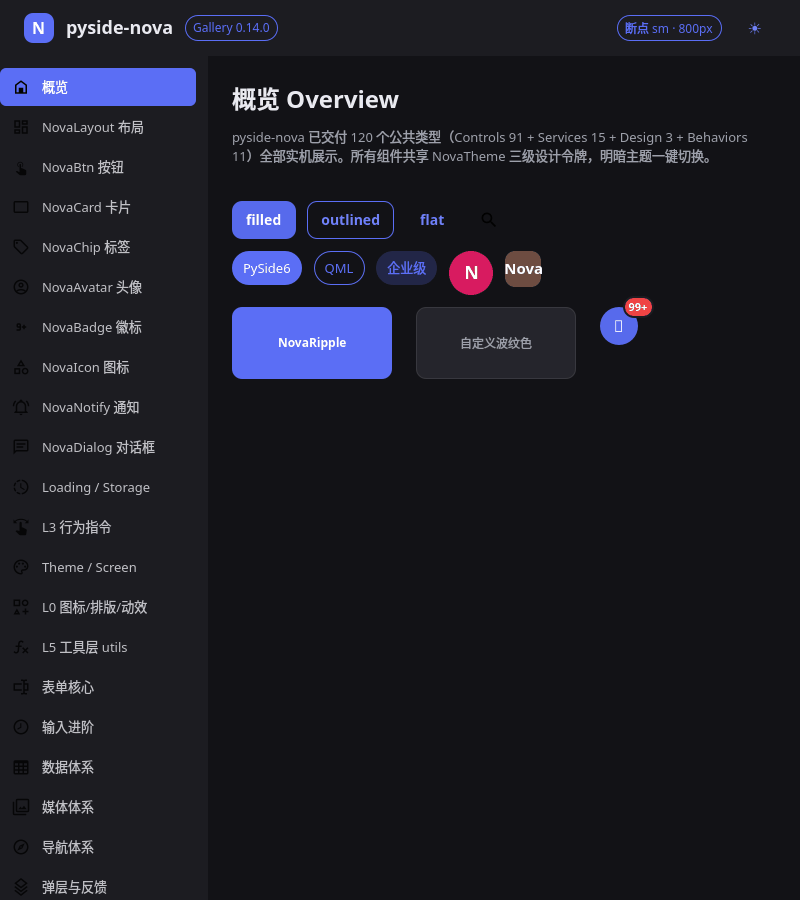 N pyside-nova Gallery 0.14.0 断点 sm · 800px
概览
NovaLayout 布局
NovaBtn 按钮
NovaCard 卡片
NovaChip 标签
NovaAvatar 头像
9+ NovaBadge 徽标
NovaIcon 图标
NovaNotify 通知
NovaDialog 对话框
Loading / Storage
L3 行为指令
Theme / Screen
L0 图标/排版/动效
L5 工具层 utils
表单核心
输入进阶
数据体系
媒体体系
导航体系
弹层与反馈
概览 Overview
pyside-nova 已交付 120 个公共类型（Controls 91 + Services 15 + Design 3 + Behaviors
11）全部实机展示。所有组件共享 NovaTheme 三级设计令牌，明暗主题一键切换。
filled outlined flat
PySide6 QML 企业级 N Nova
NovaRipple 自定义波纹色 99+